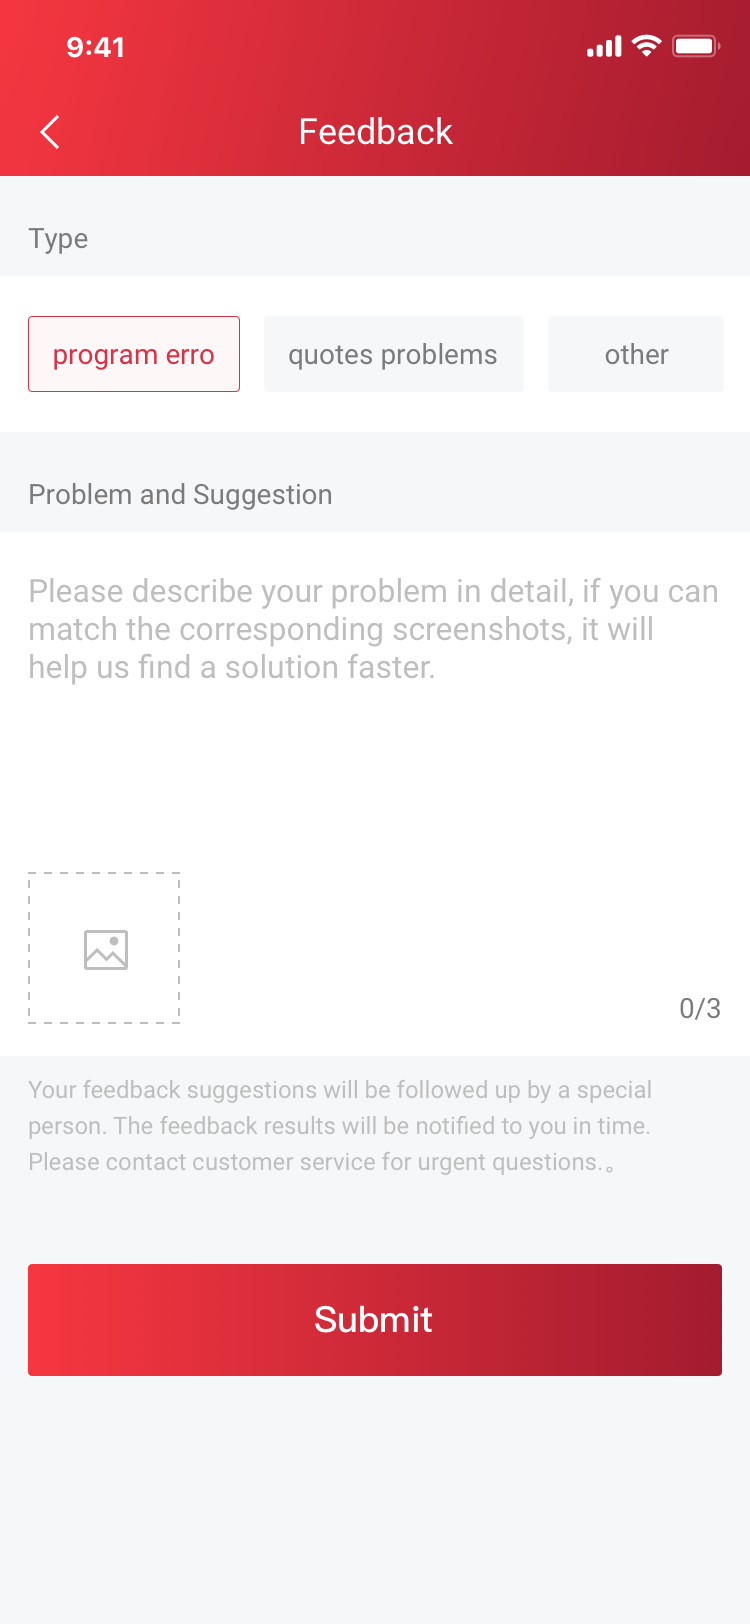 9:41
Feedback
Type
program erro
quotes problems
other
Problem and Suggestion
Please describe your problem in detail, if you can
match the corresponding screenshots, it will
help us find a solution faster.
0/3
Your feedback suggestions will be followed up by a special
person. The feedback results will be notified to you in time.
Please contact customer service for urgent questions.。
Submit